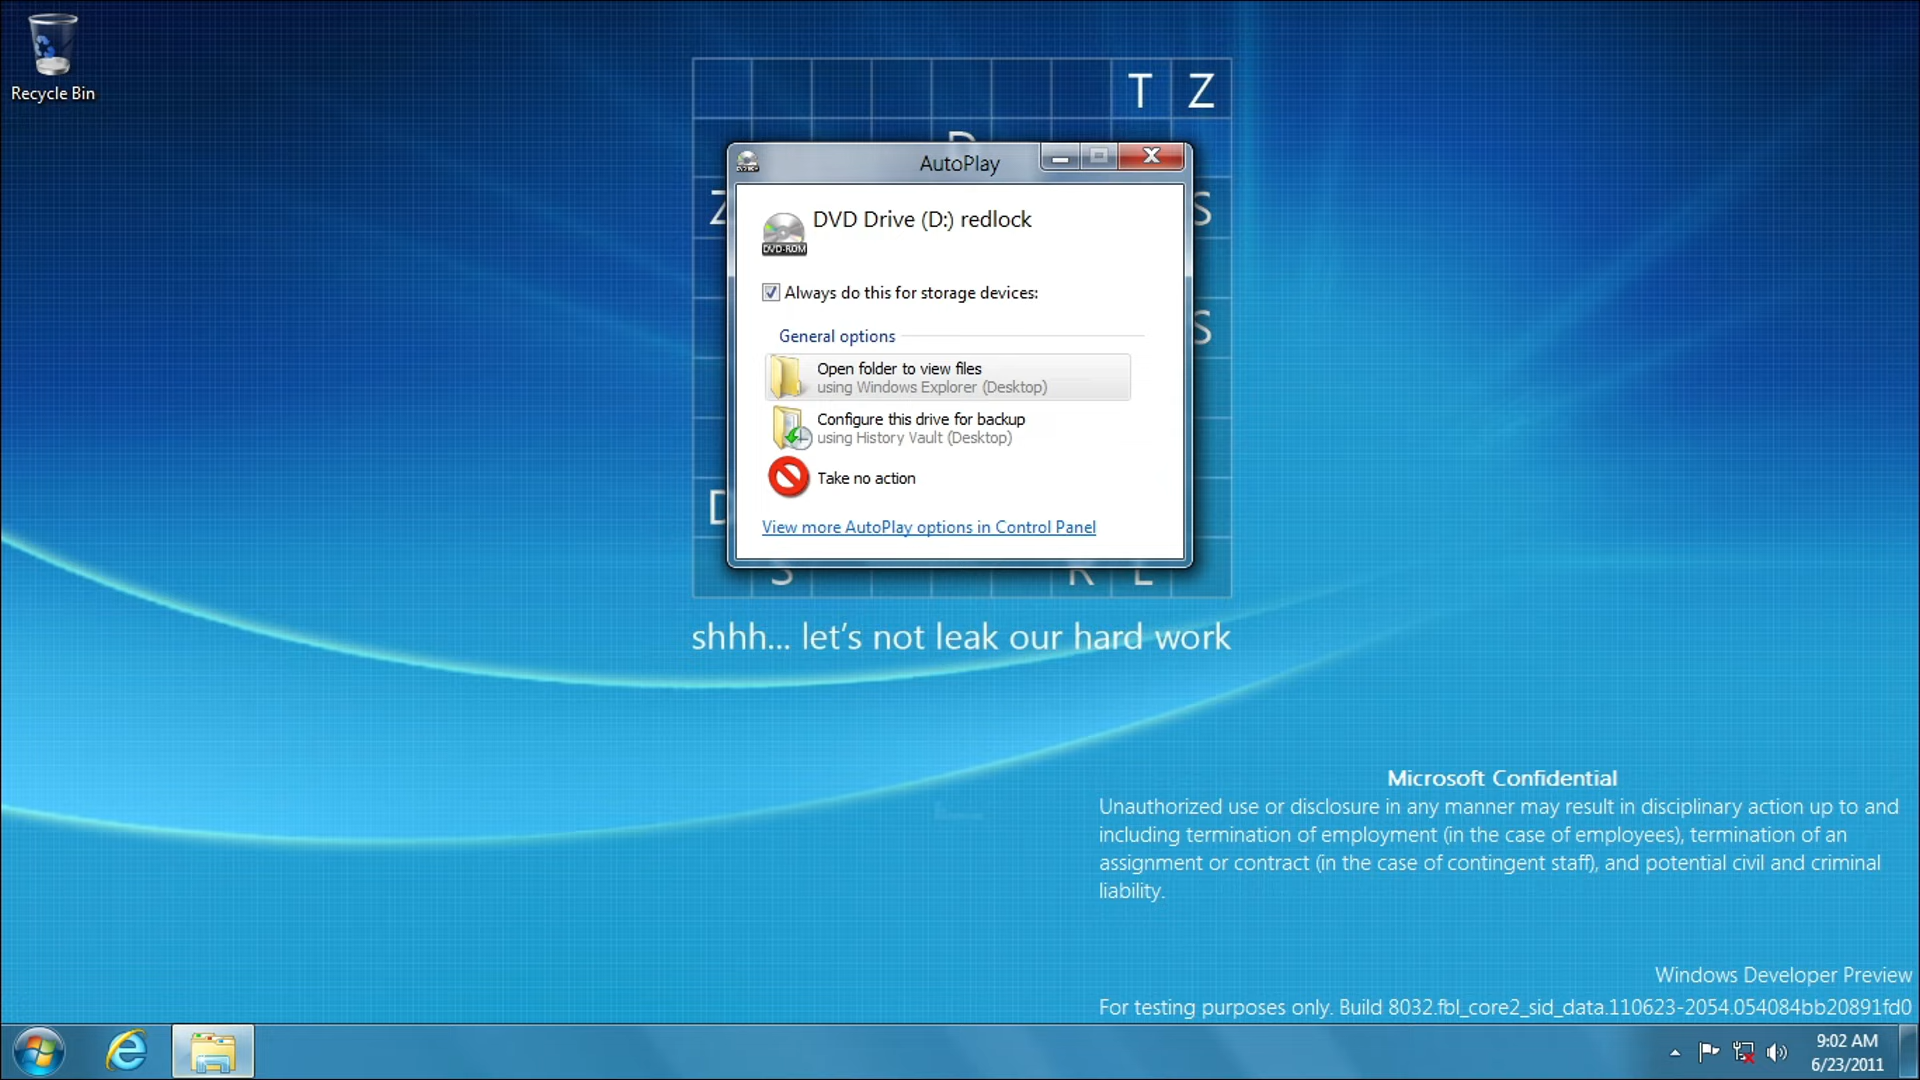 Recycle Bin
T Z
AutoPlay
DVD Drive (D:) redlock
DVD-ROM
Always do this for storage devices:
General options
Open folder to view files
using Windows Explorer (Desktop)
Configure this drive for backup
using History Vault (Desktop)
Take no action
View more AutoPlay options in Control Panel
Z
S
S
D
S R L
shhh... let's not leak our hard work
Microsoft Confidential
Unauthorized use or disclosure in any manner may result in disciplinary action up to and
including termination of employment (in the case of employees), termination of an
assignment or contract (in the case of contingent staff), and potential civil and criminal
liability.
Windows Developer Preview
For testing purposes only. Build 8032.fbl_core2_sid_data.110623-2054.054084bb20891fd0
9:02 AM
6/23/2011